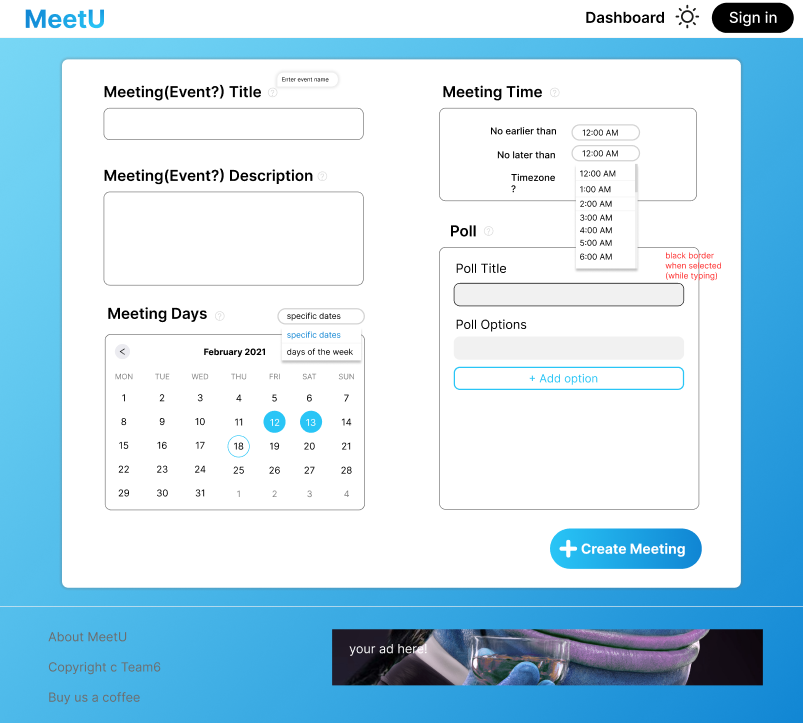 MeetU
Dashboard
Sign in
Enter event name
Meeting(Event?) Title ?
Meeting(Event?) Description ?
Meeting Days ?
specific dates
specific dates
days of the week
<
February 2021
MON TUE WED THU FRI SAT SUN
1 2 3 4 5 6 7
8 9 10 11 12 13 14
15 16 17 18 19 20 21
22 23 24 25 26 27 28
29 30 31 1 2 3 4
Meeting Time ?
No earlier than 12:00 AM
No later than 12:00 AM
Timezone
?
12:00 AM
1:00 AM
2:00 AM
3:00 AM
4:00 AM
5:00 AM
6:00 AM
Poll ?
black border
when selected
(while typing)
Poll Title
Poll Options
+ Add option
Create Meeting
About MeetU
Copyright c Team6
Buy us a coffee
your ad here!